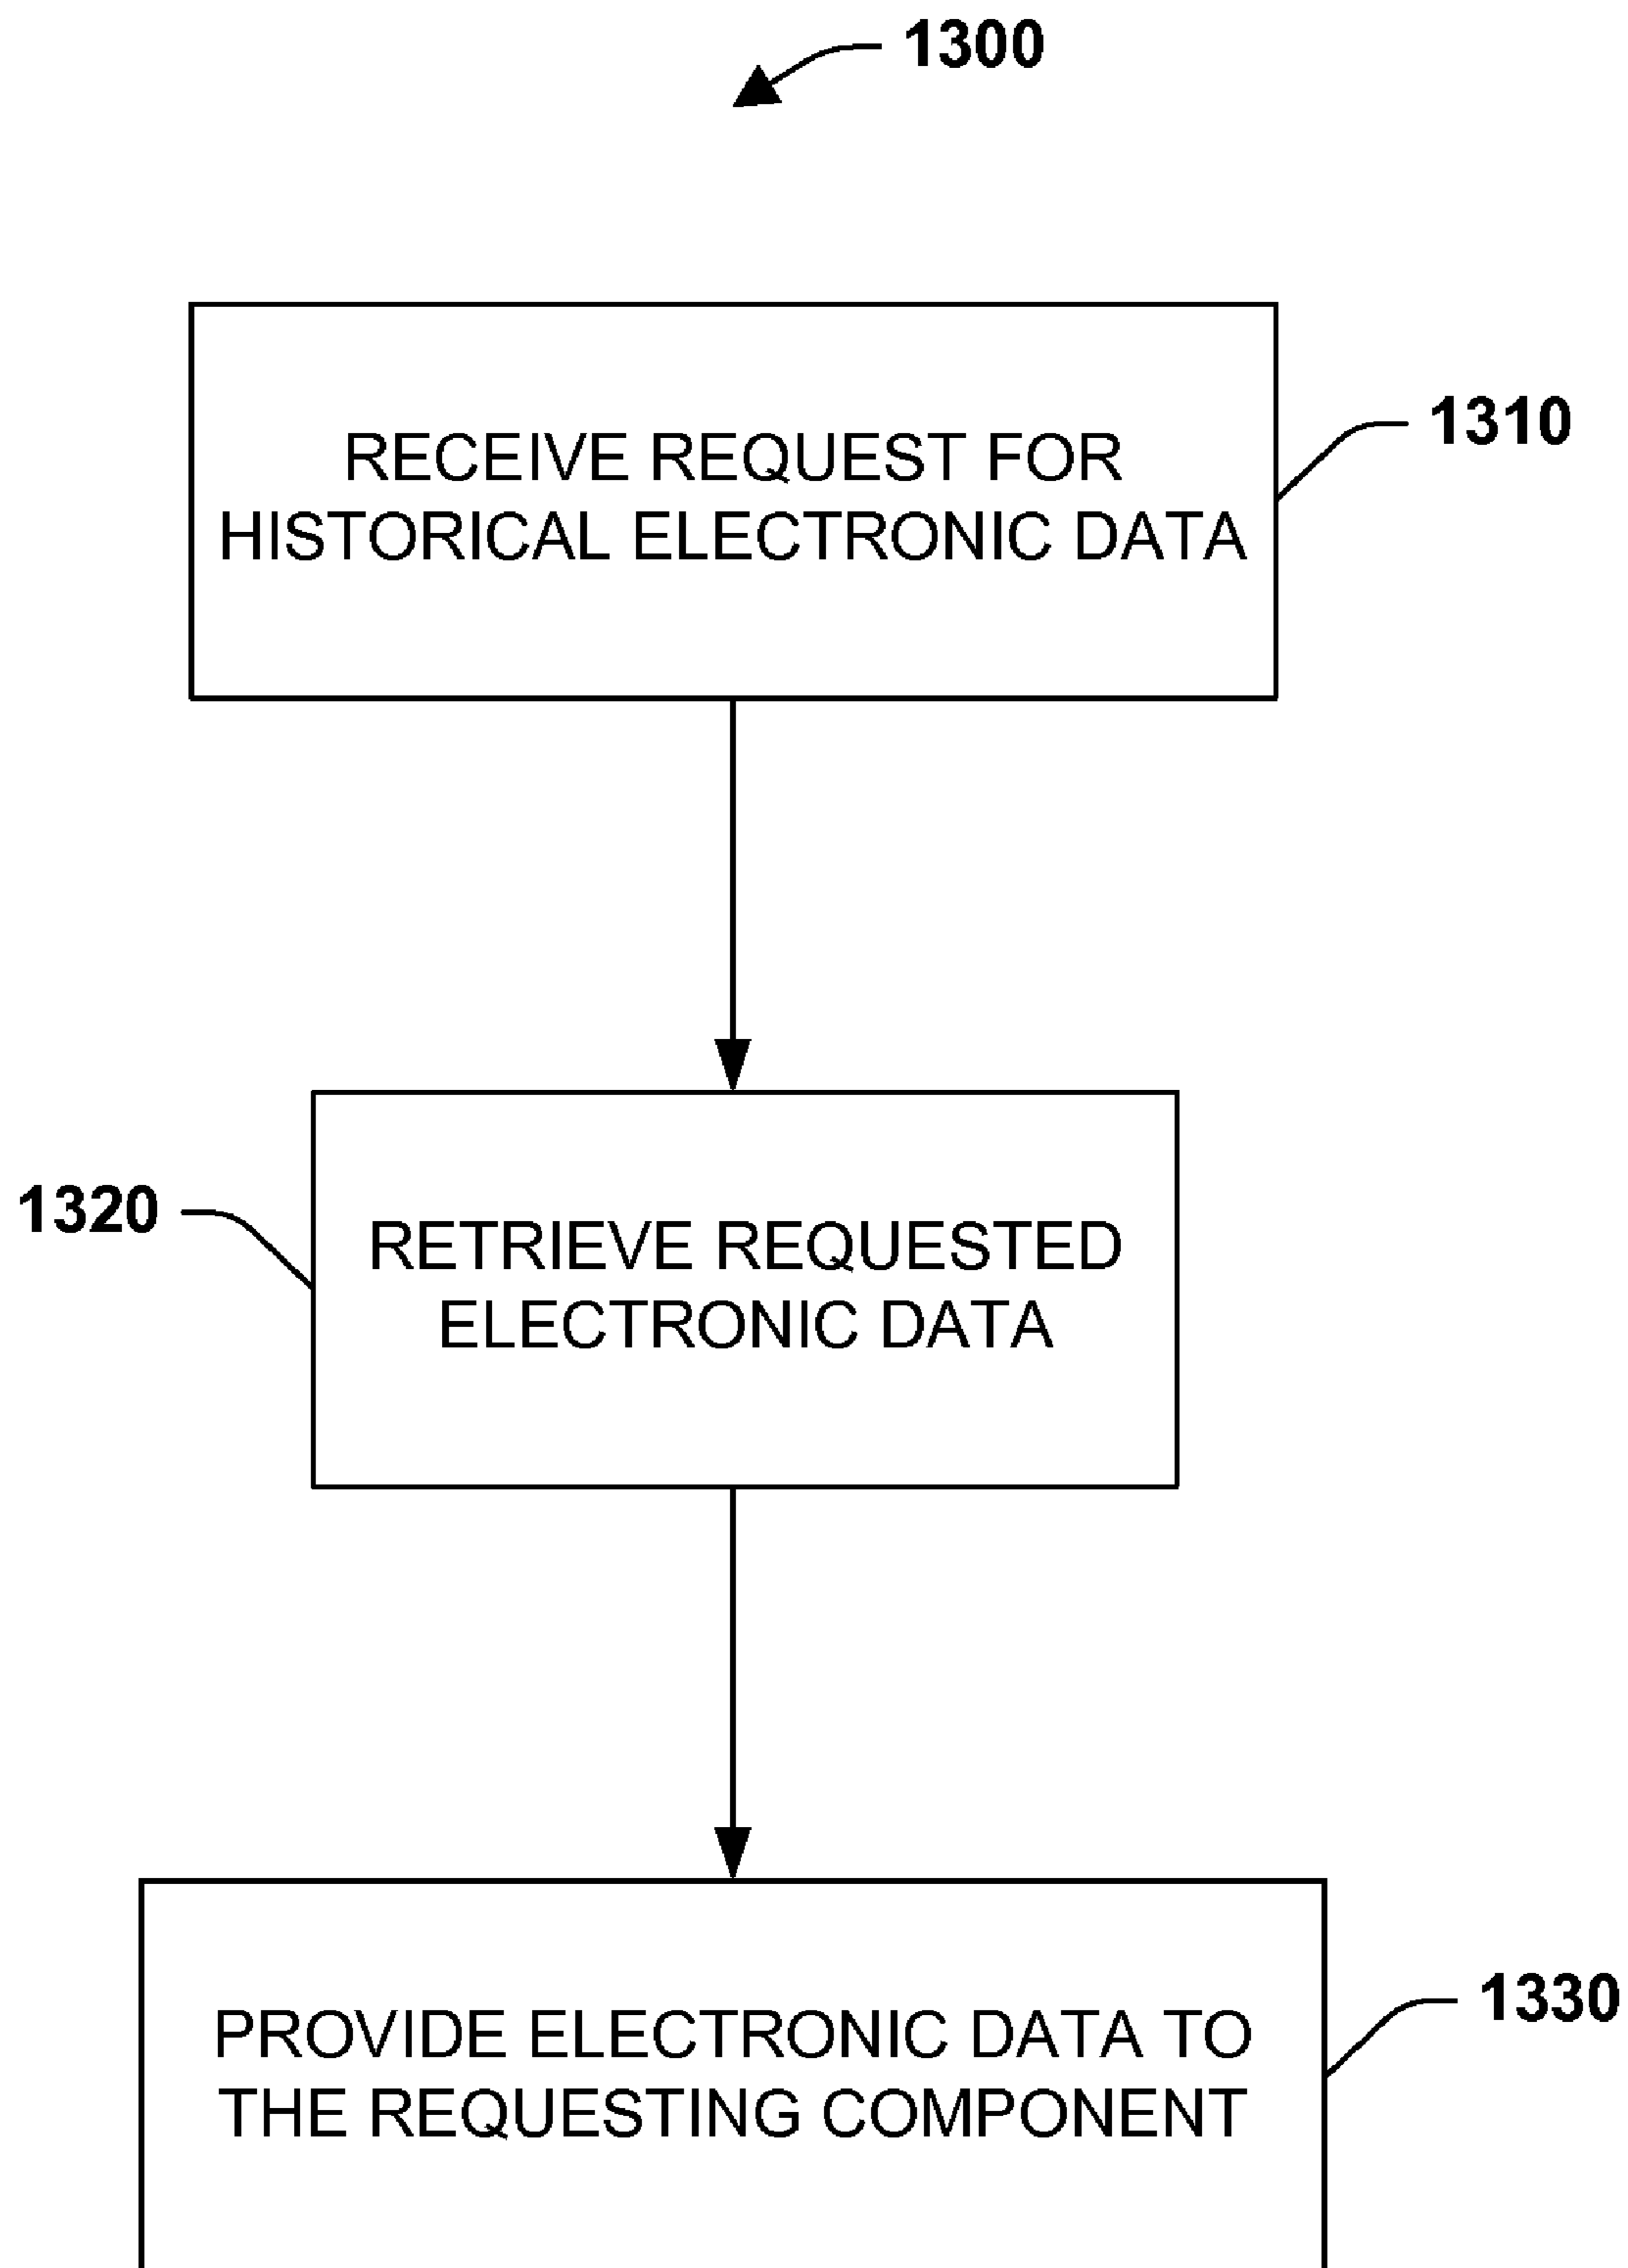 1300
RECEIVE REQUEST FOR
HISTORICAL ELECTRONIC DATA
1310
1320
RETRIEVE REQUESTED
ELECTRONIC DATA
PROVIDE ELECTRONIC DATA TO
THE REQUESTING COMPONENT
1330